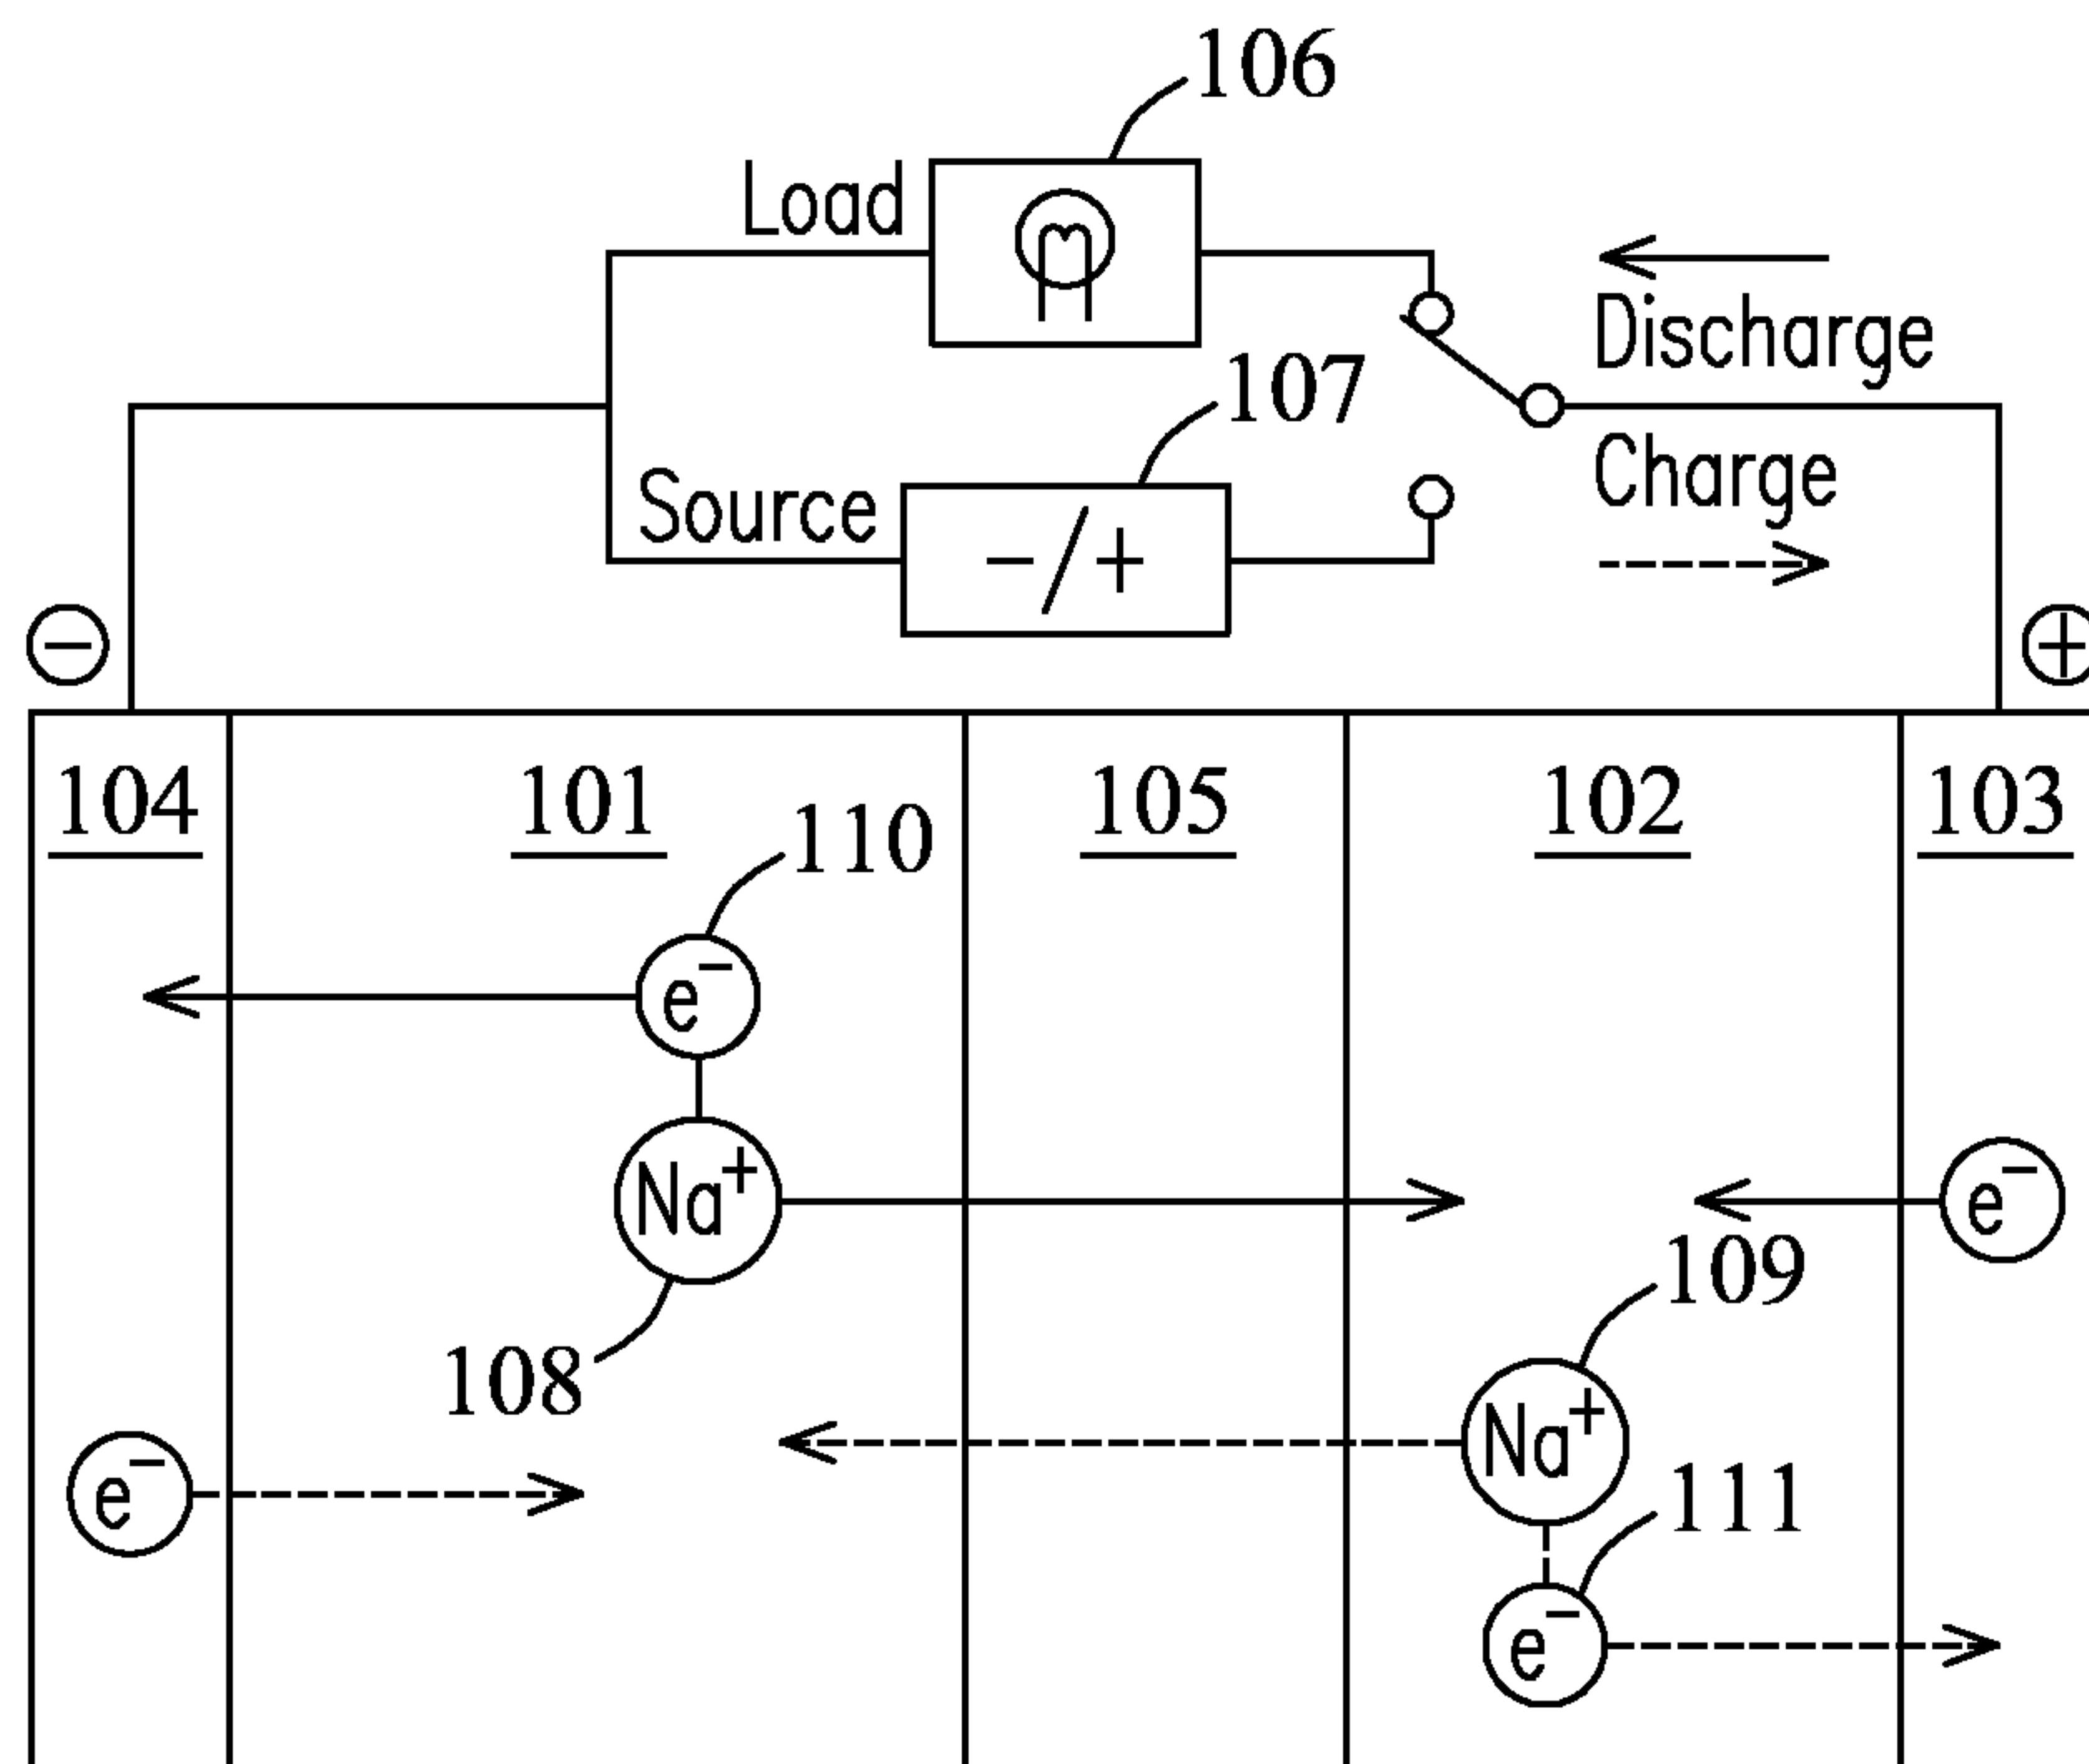 106
Load
Discharge
107
Charge
Source
-/+
− +
104 101 105 102 103
110
e−
Na+
e−
109
108
Na+
e−
111
e−